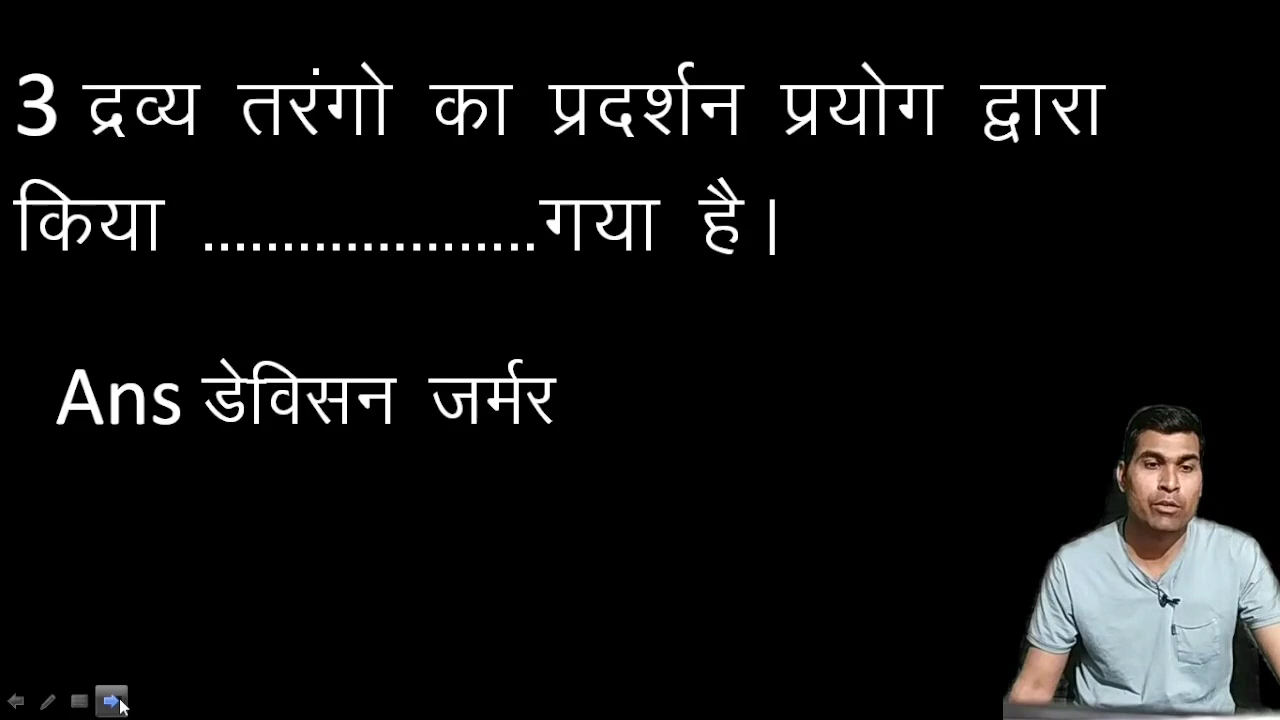 3 द्रव्य तरंगो का प्रदर्शन प्रयोग द्वारा
किया .....................गया है।
Ans डेविसन जर्मर